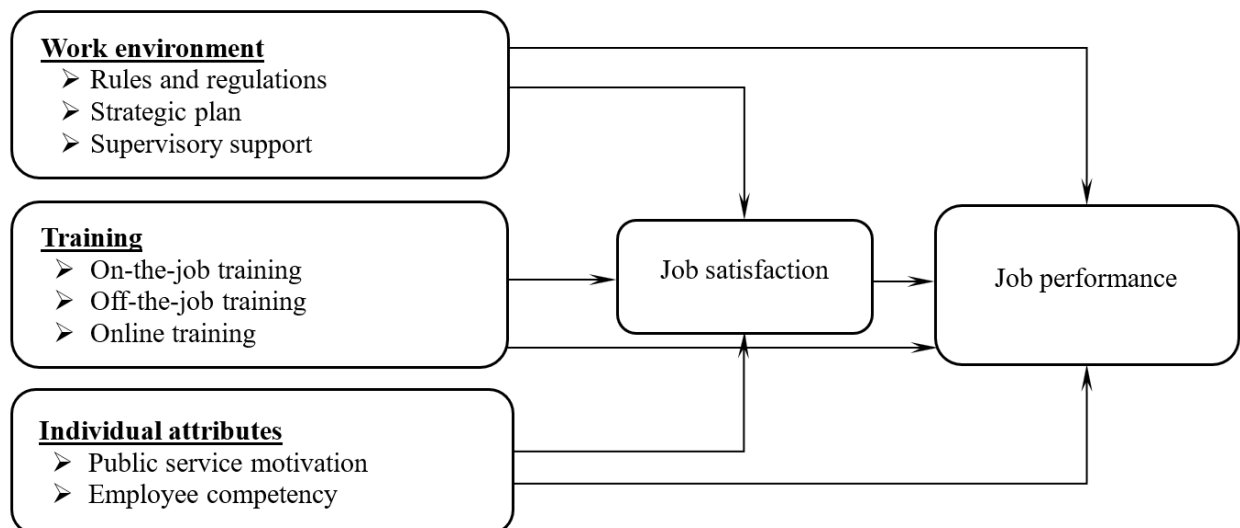 Work environment
➢ Rules and regulations
➢ Strategic plan
➢ Supervisory support
Training
➢ On-the-job training
➢ Off-the-job training
➢ Online training
Individual attributes
➢ Public service motivation
➢ Employee competency
Job satisfaction
Job performance